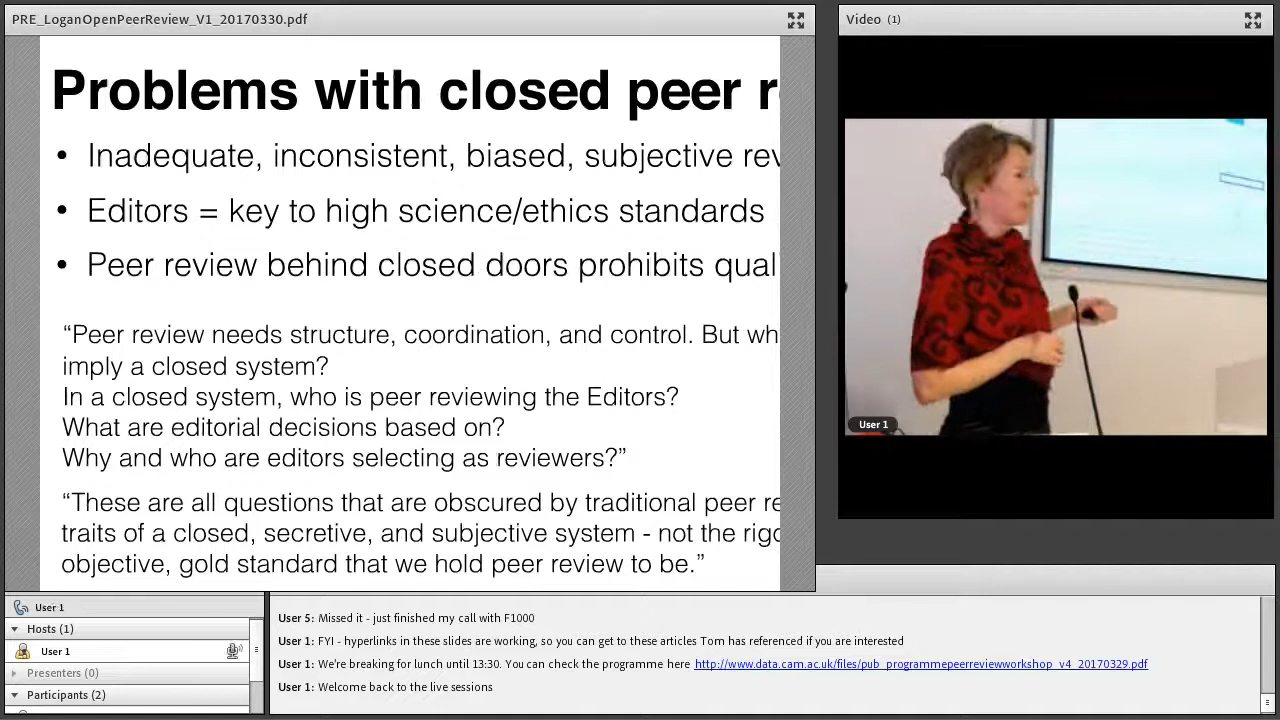 PRE_LoganOpenPeerReview_V1_20170330.pdf
Problems with closed peer
• Inadequate, inconsistent, biased, subjective
• Editors = key to high science/ethics standards
• Peer review behind closed doors prohibits
“Peer review needs structure, coordination, and control. But
imply a closed system?
In a closed system, who is peer reviewing the Editors?
What are editorial decisions based on?
Why and who are editors selecting as reviewers?”
“These are all questions that are obscured by traditional peer
traits of a closed, secretive, and subjective system - not the
objective, gold standard that we hold peer review to be.”
Video (1)
User 1
User 1
Hosts (1)
User 1
Presenters (0)
Participants (2)
User 5: Missed it - just finished my call with F1000
User 1: FYI - hyperlinks in these slides are working, so you can get to these articles Tom has referenced if you are interested
User 1: We're breaking for lunch until 13:30. You can check the programme here http://www.data.cam.ac.uk/files/pub_programmepeerreviewworkshop_v4_20170329.pdf
User 1: Welcome back to the live sessions